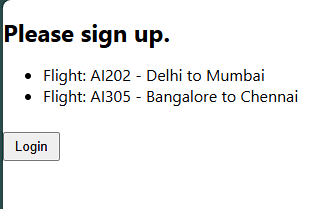 Please sign up.
Flight: AI202 - Delhi to Mumbai
Flight: AI305 - Bangalore to Chennai
Login